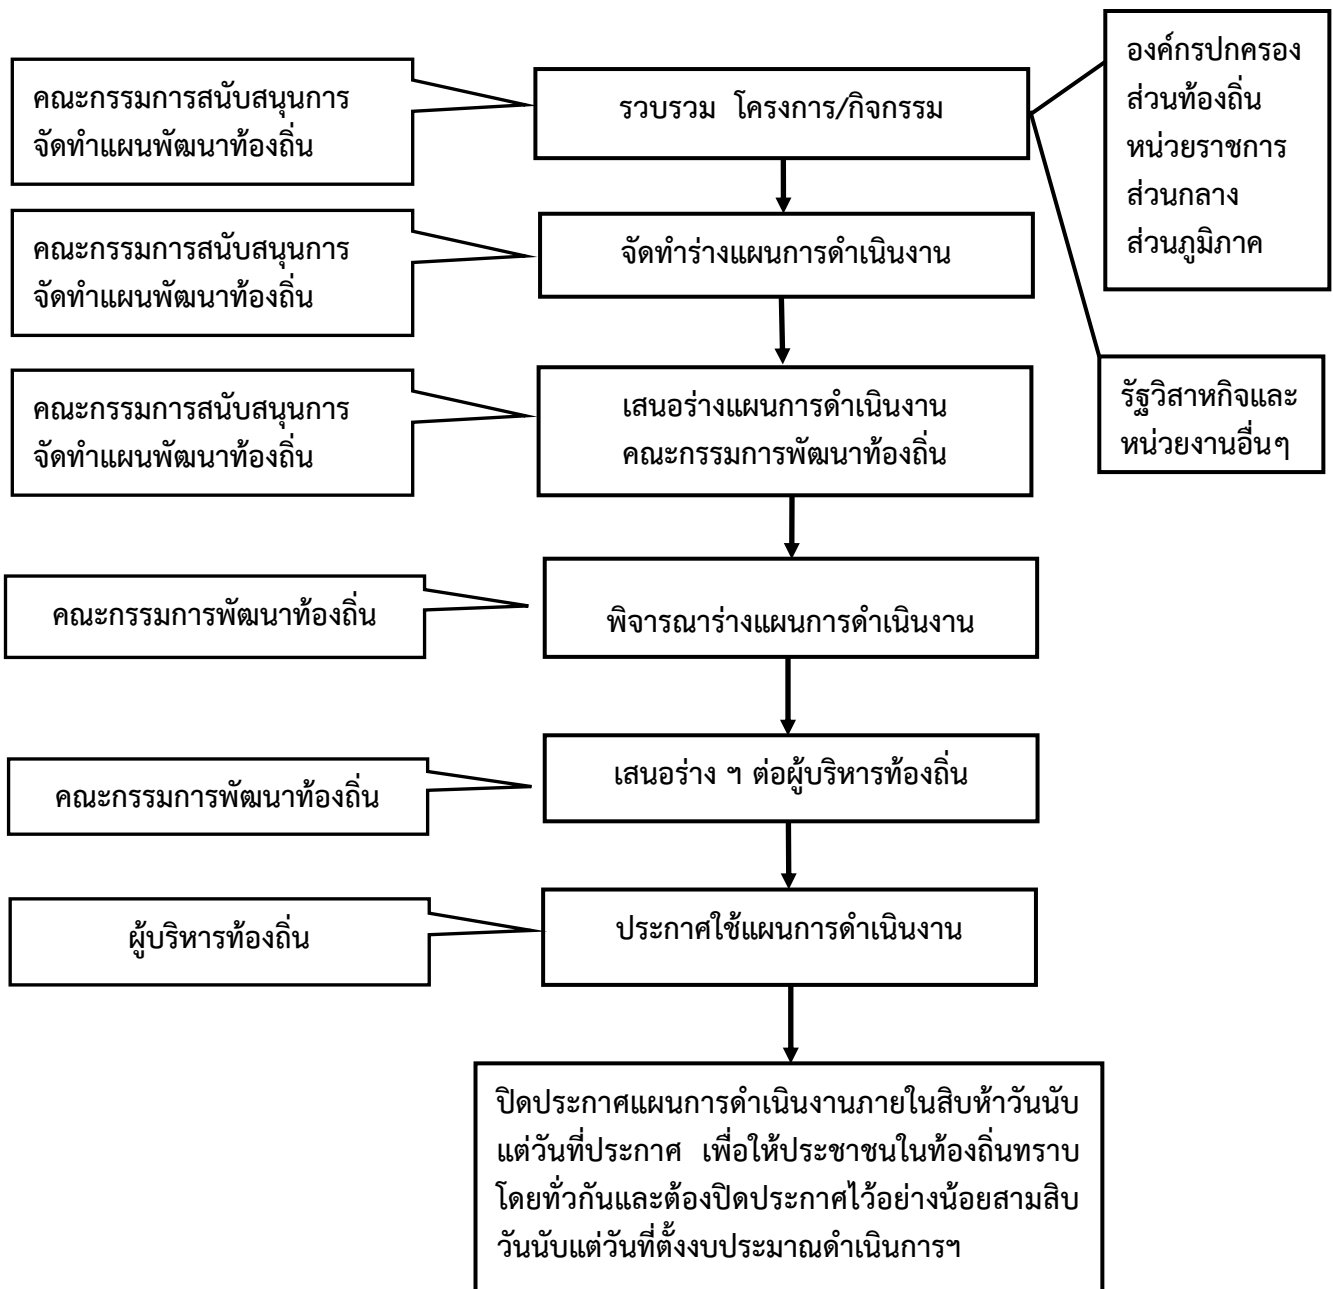 องค์กรปกครอง
ส่วนท้องถิ่น
หน่วยราชการ
ส่วนกลาง
ส่วนภูมิภาค
คณะกรรมการสนับสนุนการ
จัดทำแผนพัฒนาท้องถิ่น
รวบรวม โครงการ/กิจกรรม
คณะกรรมการสนับสนุนการ
จัดทำแผนพัฒนาท้องถิ่น
จัดทำร่างแผนการดำเนินงาน
รัฐวิสาหกิจและ
หน่วยงานอื่นๆ
คณะกรรมการสนับสนุนการ
จัดทำแผนพัฒนาท้องถิ่น
เสนอร่างแผนการดำเนินงาน
คณะกรรมการพัฒนาท้องถิ่น
คณะกรรมการพัฒนาท้องถิ่น
พิจารณาร่างแผนการดำเนินงาน
คณะกรรมการพัฒนาท้องถิ่น
เสนอร่าง ฯ ต่อผู้บริหารท้องถิ่น
ผู้บริหารท้องถิ่น
ประกาศใช้แผนการดำเนินงาน
ปิดประกาศแผนการดำเนินงานภายในสิบห้าวันนับ
แต่วันที่ประกาศ เพื่อให้ประชาชนในท้องถิ่นทราบ
โดยทั่วกันและต้องปิดประกาศไว้อย่างน้อยสามสิบ
วันนับแต่วันที่ตั้งงบประมาณดำเนินการฯ